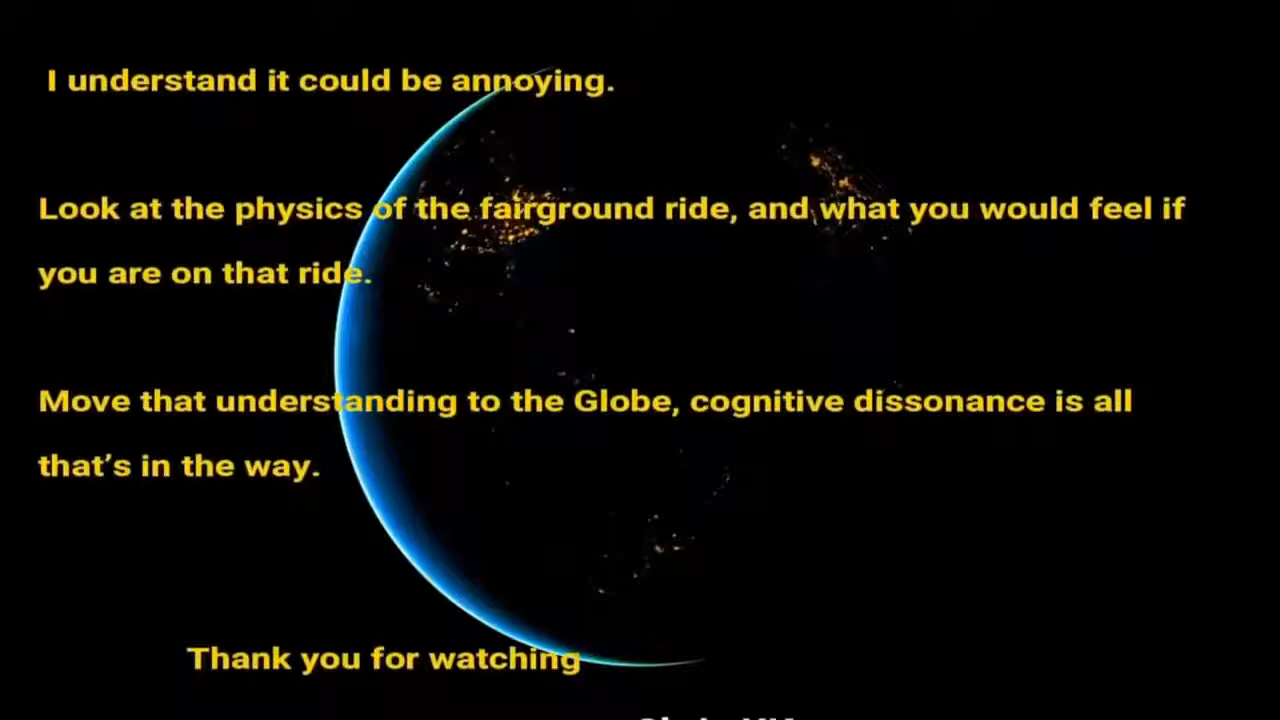 I understand it could be annoying.
Look at the physics of the fairground ride, and what you would feel if
you are on that ride.
Move that understanding to the Globe, cognitive dissonance is all
that’s in the way.
Thank you for watching